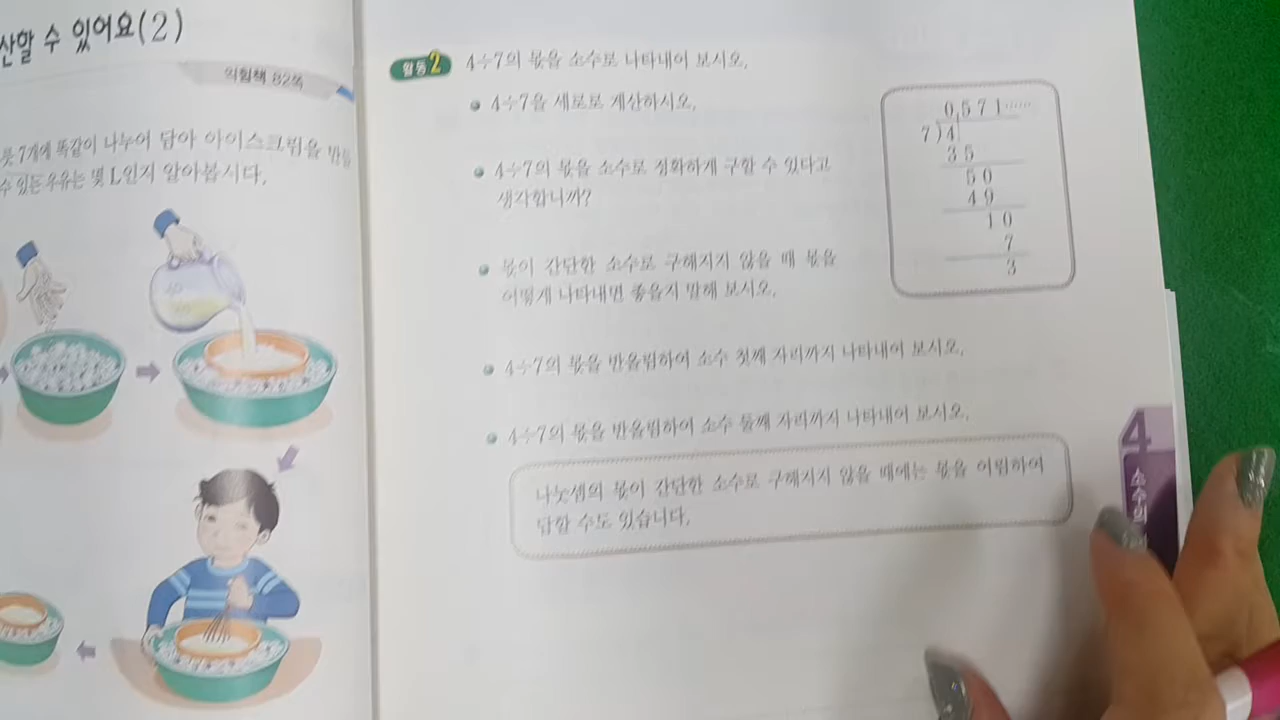 산할 수 있어요(2)
익힘책 82쪽
릇 7개에 똑같이 나누어 담아 아이스크림을 만들
수 있는 우유는 몇 L인지 알아봅시다.
활동2 4÷7의 몫을 소수로 나타내어 보시오.
4÷7을 세로로 계산하시오.
4÷7의 몫을 소수로 정확하게 구할 수 있다고
생각합니까?
몫이 간단한 소수로 구해지지 않을 때 몫을
어떻게 나타내면 좋을지 말해 보시오.
4÷7의 몫을 반올림하여 소수 첫째 자리까지 나타내어 보시오.
4÷7의 몫을 반올림하여 소수 둘째 자리까지 나타내어 보시오.
나눗셈의 몫이 간단한 소수로 구해지지 않을 때에는 몫을 어림하여
답할 수도 있습니다.
0.571……
7)4
35
50
49
10
7
3
4
소수의